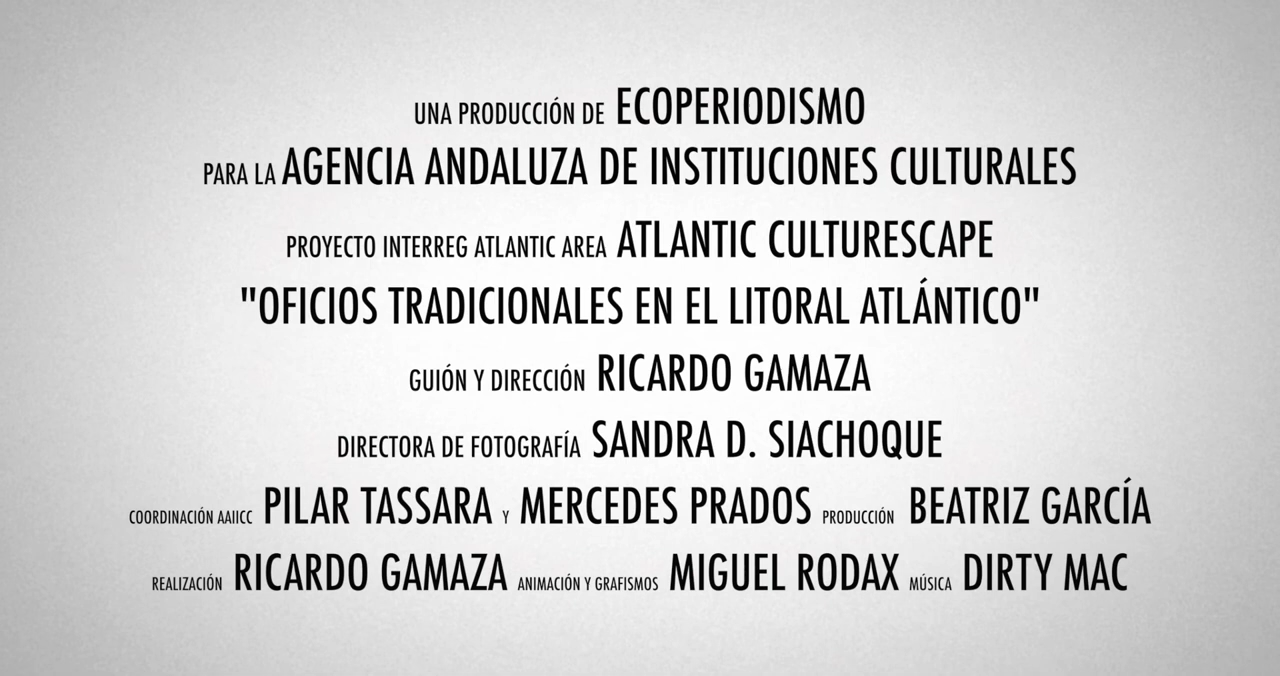 UNA PRODUCCIÓN DE ECOPERIODISMO
PARA LA AGENCIA ANDALUZA DE INSTITUCIONES CULTURALES
PROYECTO INTERREG ATLANTIC AREA ATLANTIC CULTURESCAPE
"OFICIOS TRADICIONALES EN EL LITORAL ATLÁNTICO"
GUIÓN Y DIRECCIÓN RICARDO GAMAZA
DIRECTORA DE FOTOGRAFÍA SANDRA D. SIACHOQUE
COORDINACIÓN AAIICC PILAR TASSARA Y MERCEDES PRADOS PRODUCCIÓN BEATRIZ GARCÍA
REALIZACIÓN RICARDO GAMAZA ANIMACIÓN Y GRAFISMOS MIGUEL RODAX MÚSICA DIRTY MAC